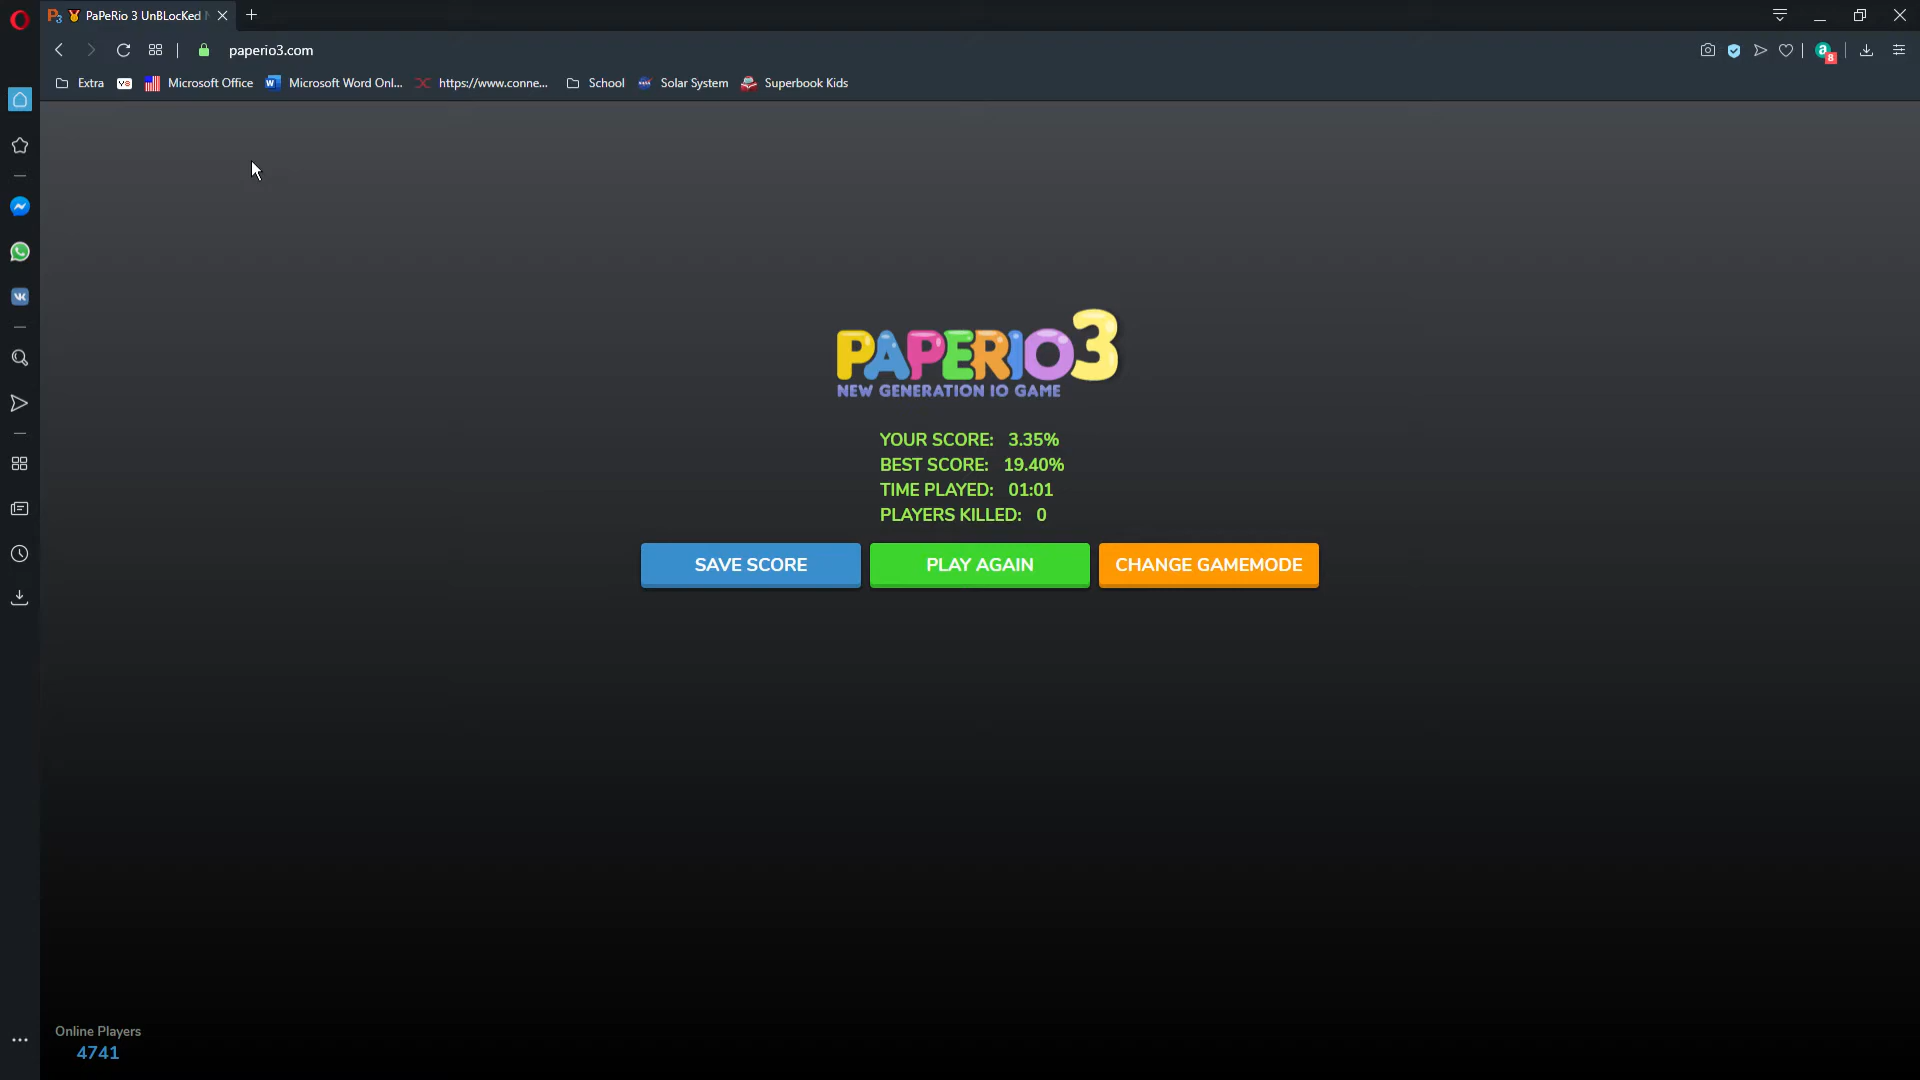 PaPeRio 3 UnBLocKed
paperio3.com
8
Extra
Microsoft Office
Microsoft Word Onl...
https://www.conne...
School
Solar System
Superbook Kids
PAPERIO3
NEW GENERATION IO GAME
YOUR SCORE: 3.35%
BEST SCORE: 19.40%
TIME PLAYED: 01:01
PLAYERS KILLED: 0
SAVE SCORE
PLAY AGAIN
CHANGE GAMEMODE
Online Players
4741